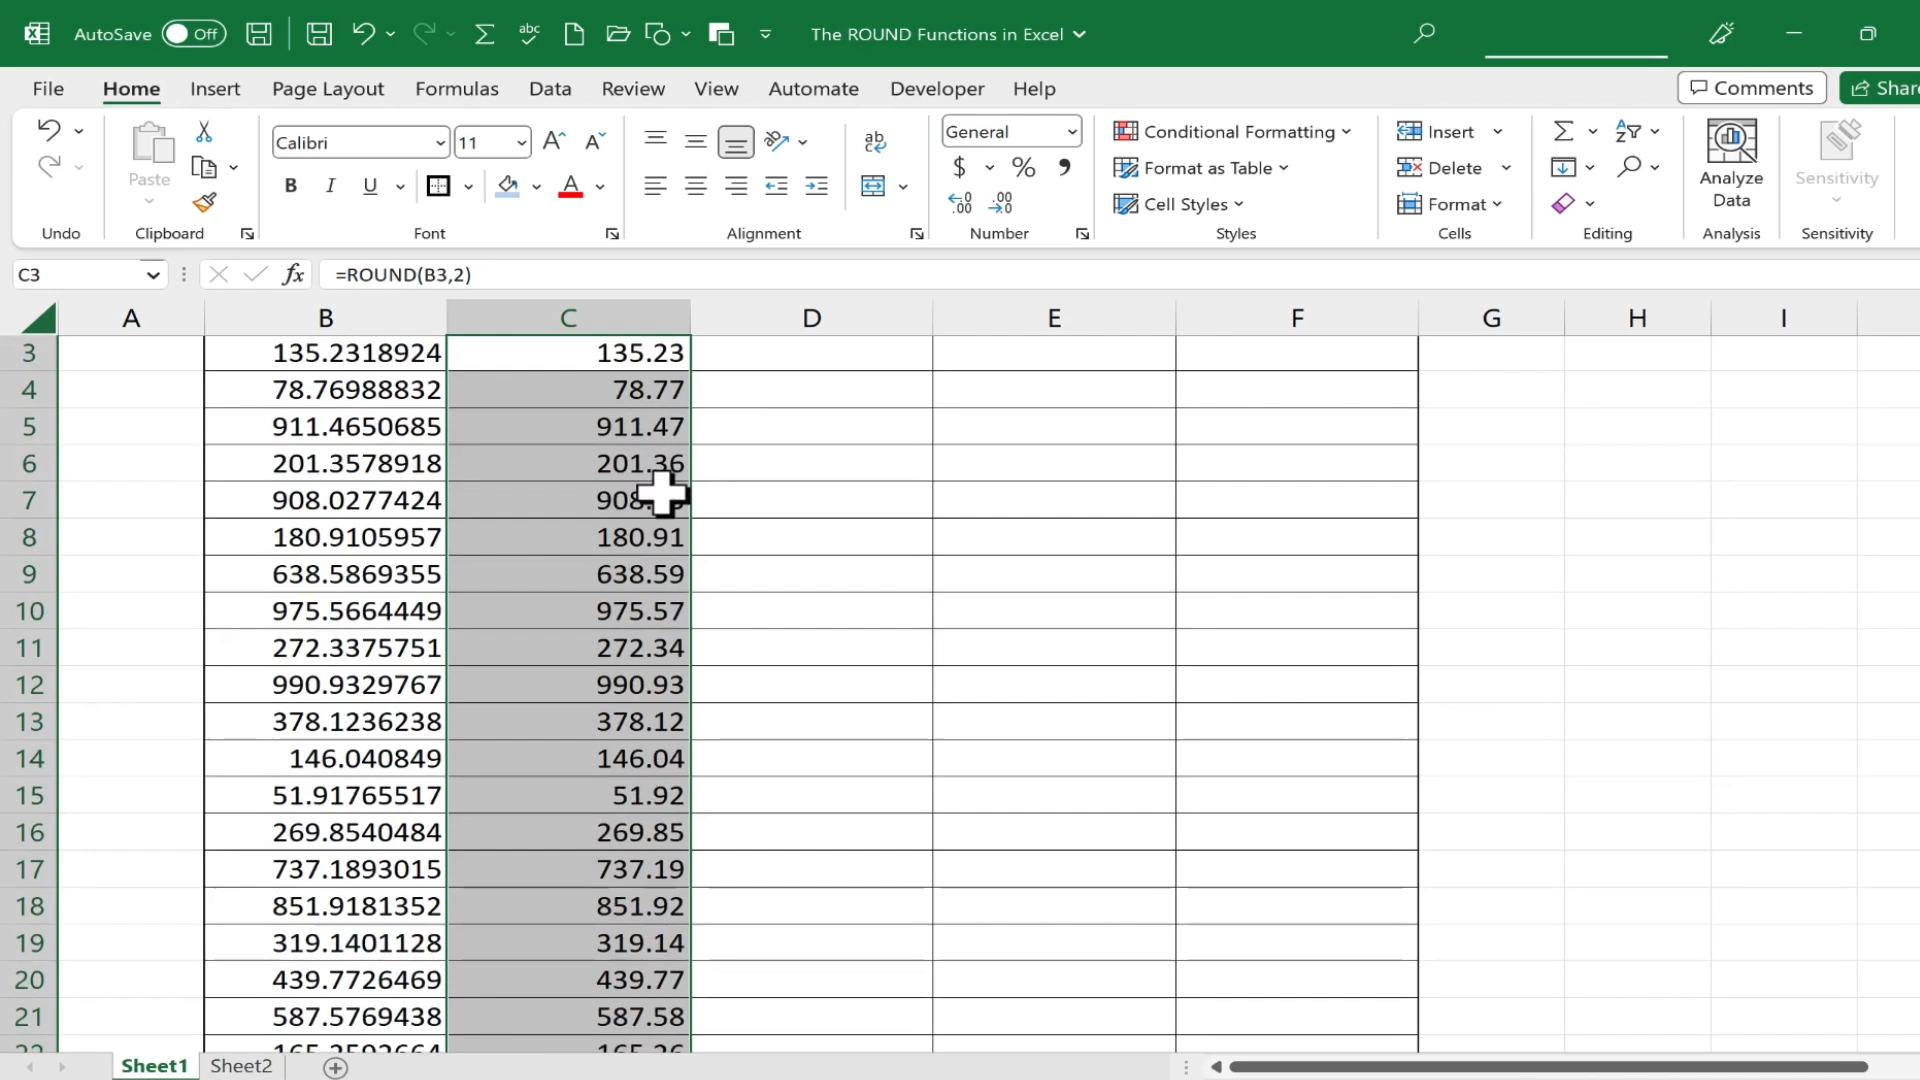 AutoSave Off The ROUND Functions in Excel
File Home Insert Page Layout Formulas Data Review View Automate Developer Help Comments
Calibri 11 General Conditional Formatting Insert
Paste Format as Table Delete Analyze Data Sensitivity
B I U Cell Styles Format
Undo Clipboard Font Alignment Number Styles Cells Editing Analysis Sensitivity
C3 fx =ROUND(B3,2)
A B C D E F G H I
3 135.2318924 135.23
4 78.76988832 78.77
5 911.4650685 911.47
6 201.3578918 201.36
7 908.0277424
8 180.9105957 180.91
9 638.5869355 638.59
10 975.5664449 975.57
11 272.3375751 272.34
12 990.9329767 990.93
13 378.1236238 378.12
14 146.040849 146.04
15 51.91765517 51.92
16 269.8540484 269.85
17 737.1893015 737.19
18 851.9181352 851.92
19 319.1401128 319.14
20 439.7726469 439.77
21 587.5769438 587.58
Sheet1 Sheet2